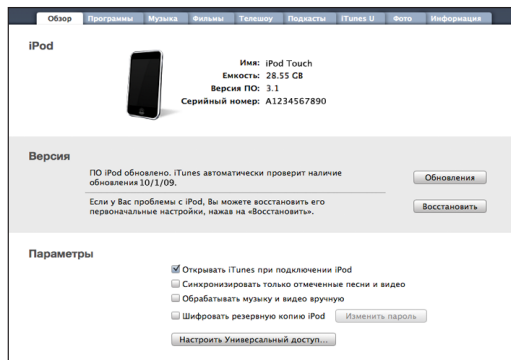 Обзор Программы Музыка Фильмы Телешоу Подкасты iTunes U Фото Информация
iPod
Имя: iPod Touch
Емкость: 28.55 GB
Версия ПО: 3.1
Серийный номер: A1234567890
Версия
ПО iPod обновлено. iTunes автоматически проверит наличие
обновления 10/1/09.
Обновления
Если у Вас проблемы с iPod, Вы можете восстановить его
первоначальные настройки, нажав на «Восстановить».
Восстановить
Параметры
Открывать iTunes при подключении iPod
Синхронизировать только отмеченные песни и видео
Обрабатывать музыку и видео вручную
Шифровать резервную копию iPod Изменить пароль
Настроить Универсальный доступ...